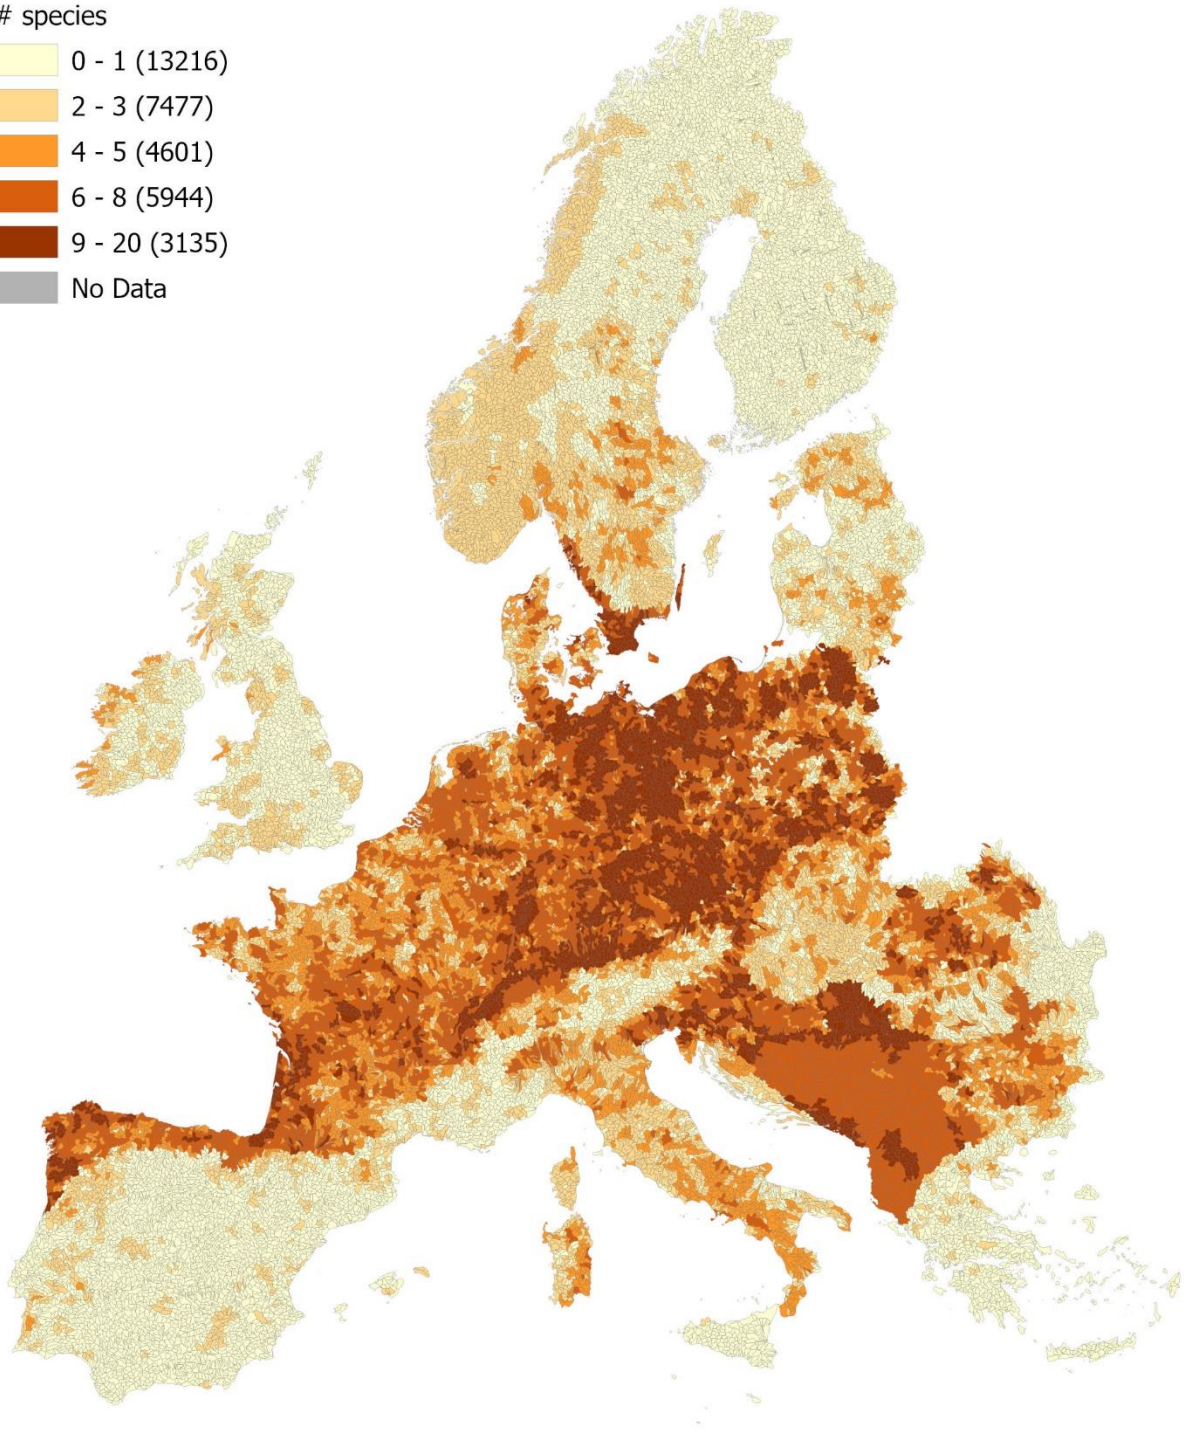 # species
0 - 1 (13216)
2 - 3 (7477)
4 - 5 (4601)
6 - 8 (5944)
9 - 20 (3135)
No Data